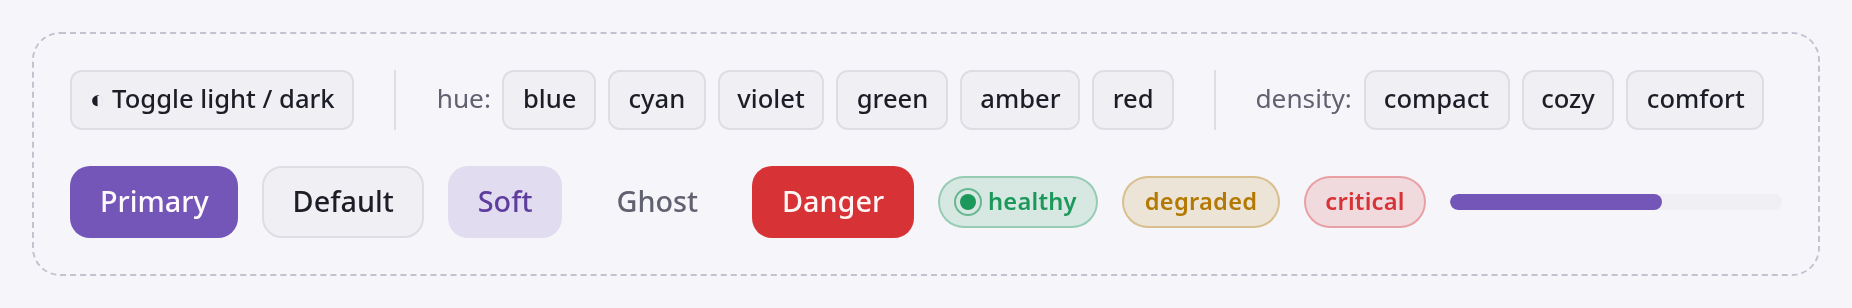 ◖ Toggle light / dark hue: blue cyan violet green amber red density: compact cozy comfort
Primary Default Soft Ghost Danger healthy degraded critical